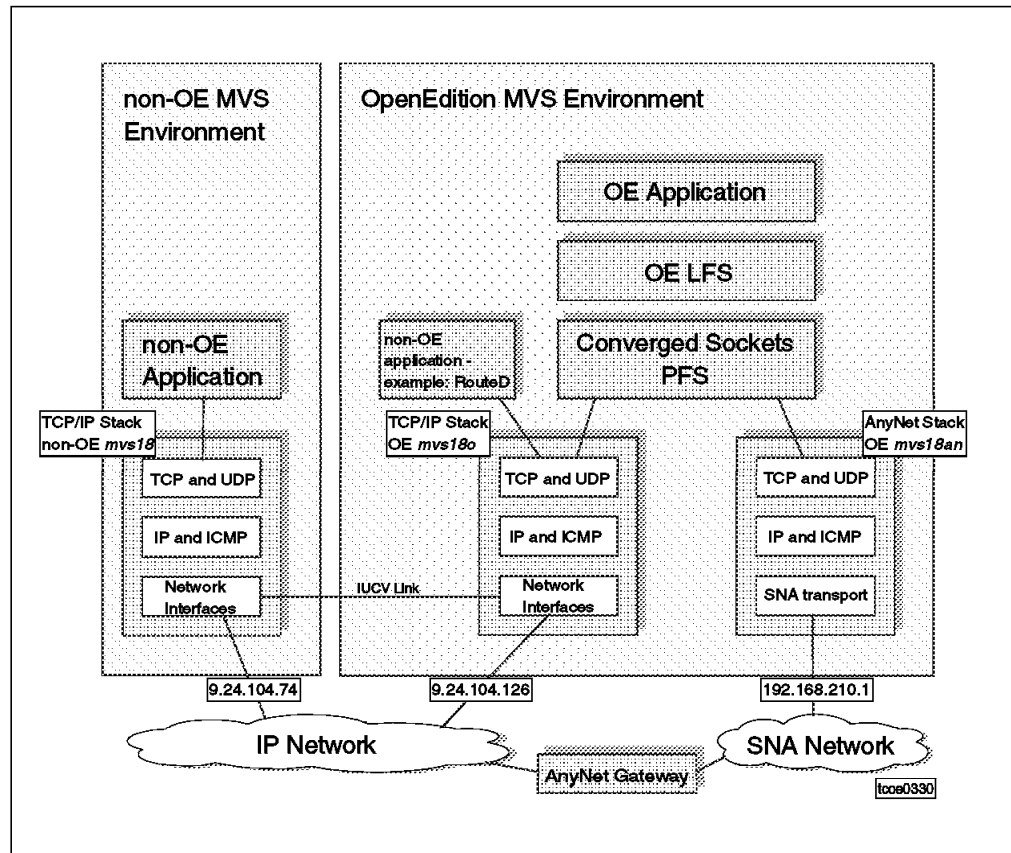 non-OE MVS
Environment
OpenEdition MVS Environment
OE Application
OE LFS
non-OE
Application
non-OE
application -
example: RouteD
Converged Sockets
PFS
TCP/IP Stack
non-OE mvs18
TCP/IP Stack
OE mvs18o
AnyNet Stack
OE mvs18an
TCP and UDP
TCP and UDP
TCP and UDP
IP and ICMP
IP and ICMP
IP and ICMP
Network
Interfaces
IUCV Link
Network
Interfaces
SNA transport
9.24.104.74
9.24.104.126
192.168.210.1
IP Network
SNA Network
AnyNet Gateway
tcoe0330